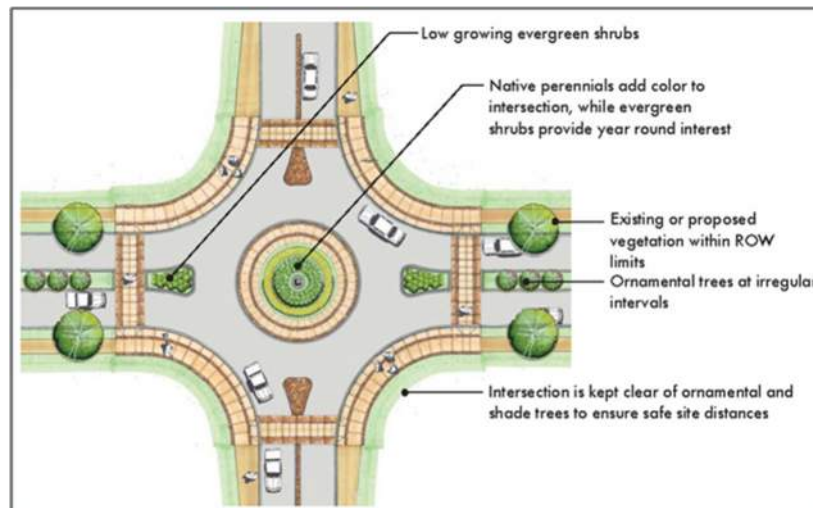 Low growing evergreen shrubs
Native perennials add color to
intersection, while evergreen
shrubs provide year round interest
Existing or proposed
vegetation within ROW
limits
Ornamental trees at irregular
intervals
Intersection is kept clear of ornamental and
shade trees to ensure safe site distances